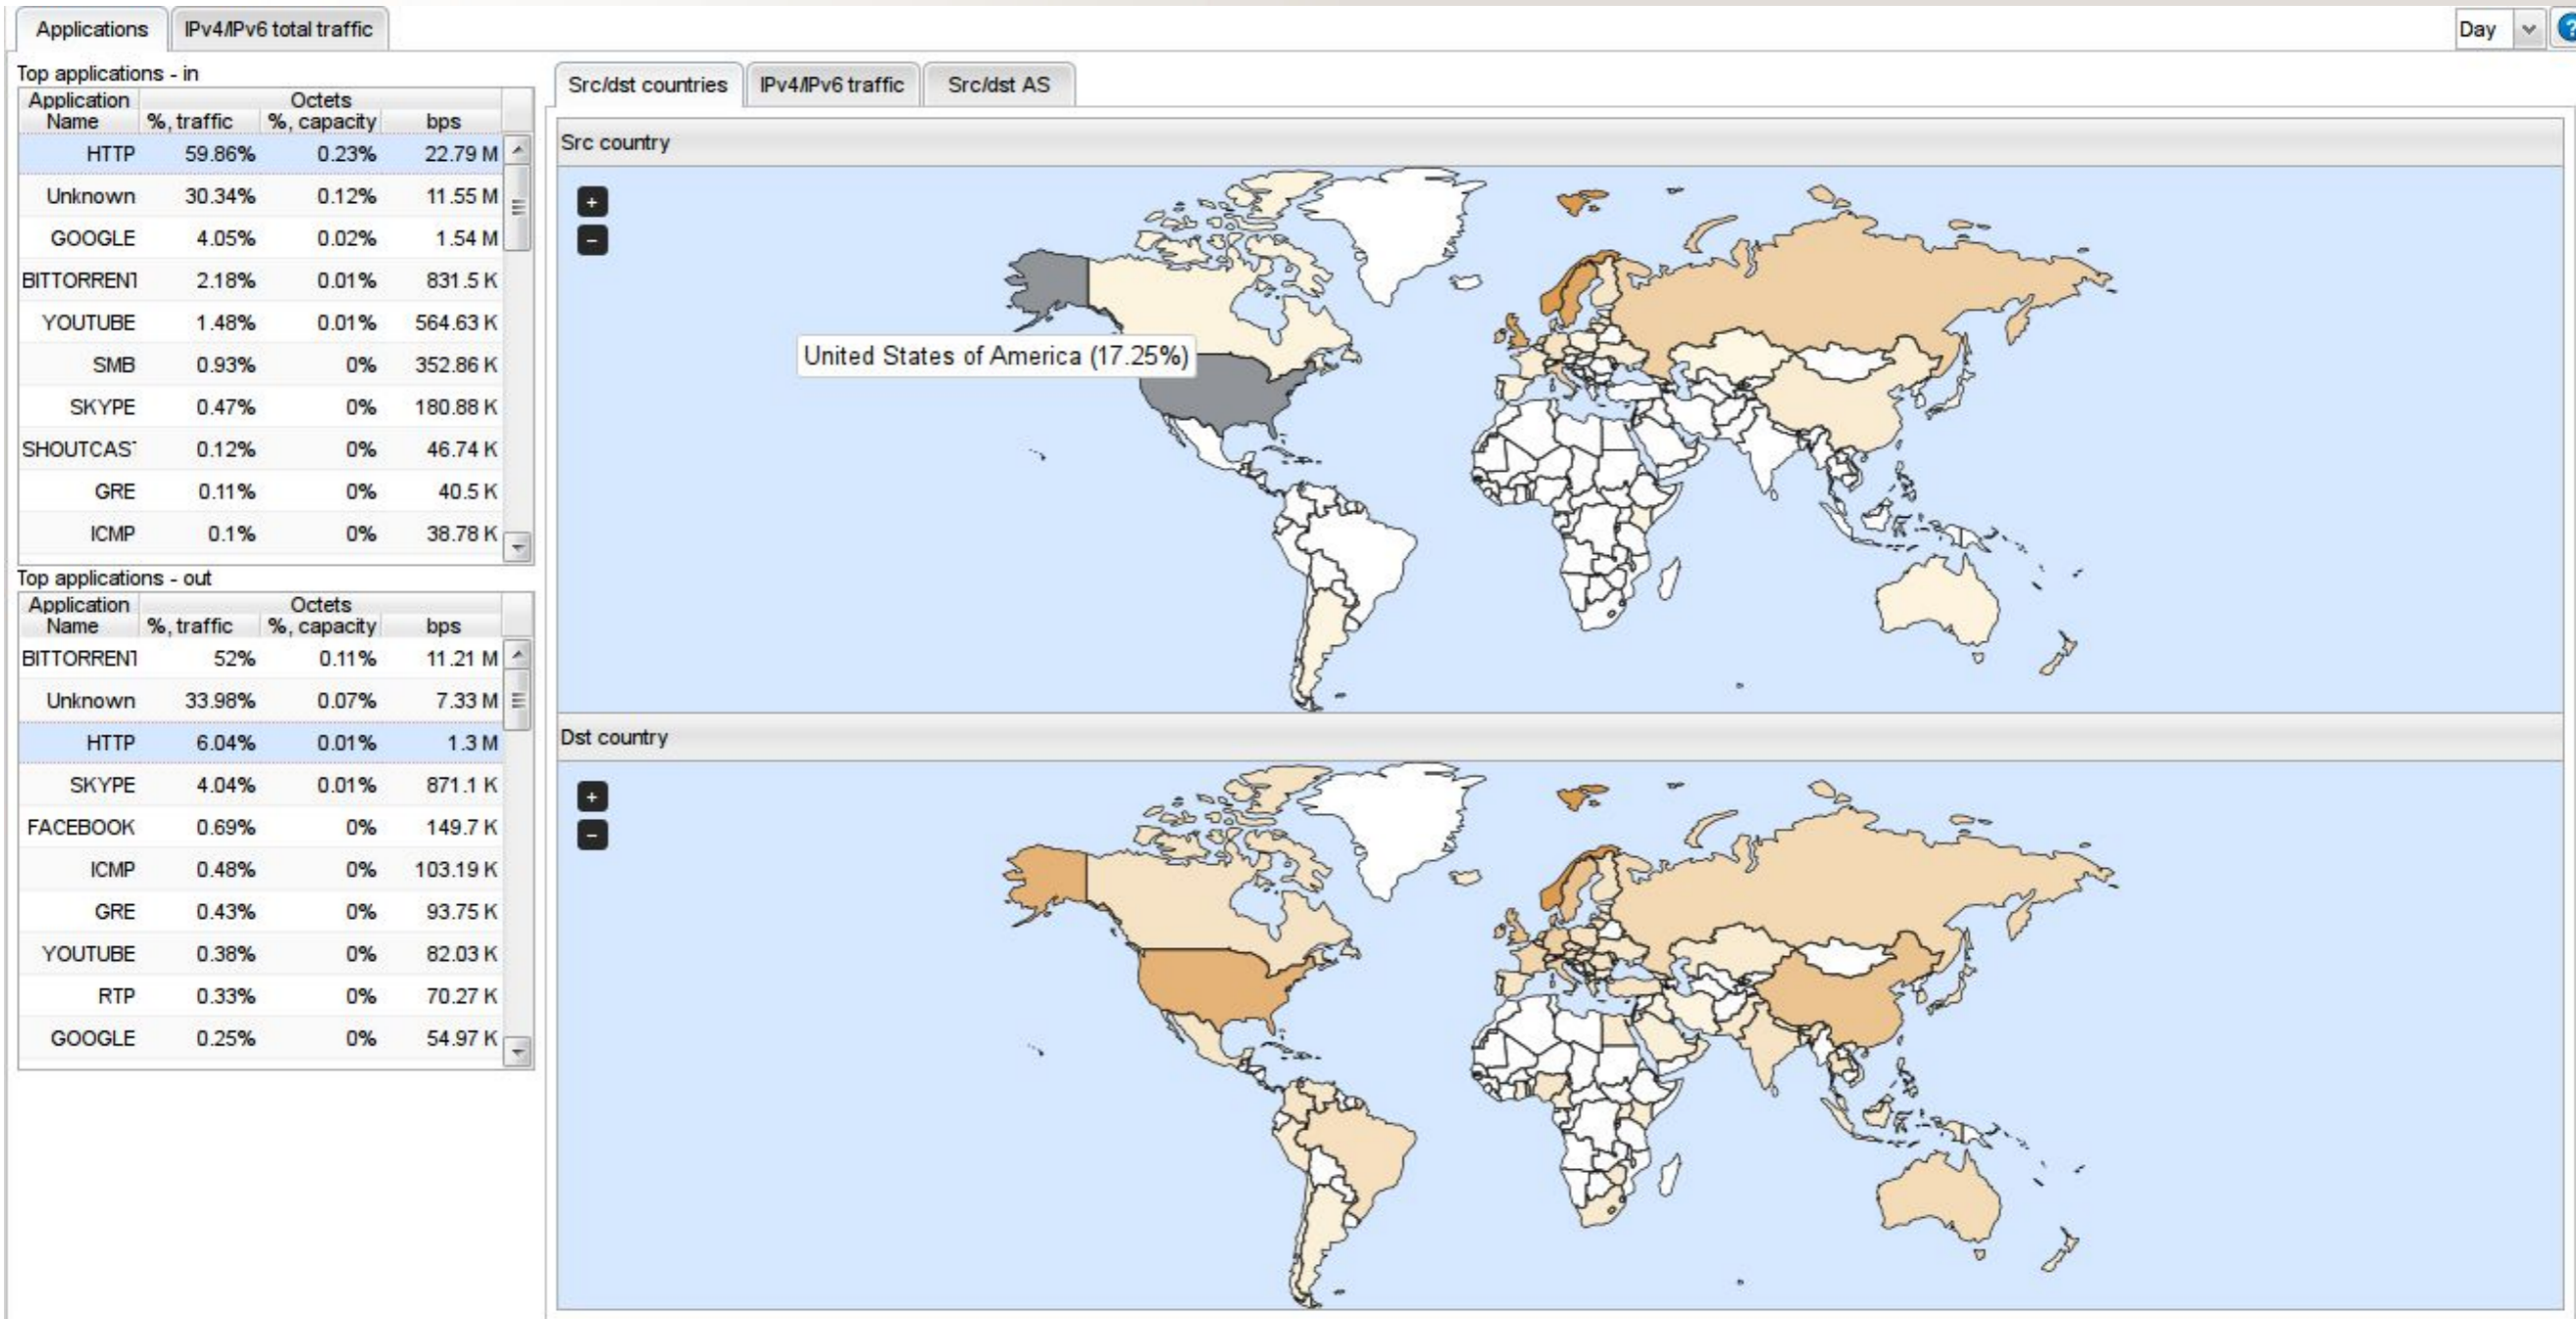 Applications IPv4/IPv6 total traffic Day ?
Top applications - in
Application Octets
Name %, traffic %, capacity bps
HTTP 59.86% 0.23% 22.79 M
Unknown 30.34% 0.12% 11.55 M
GOOGLE 4.05% 0.02% 1.54 M
BITTORRENT 2.18% 0.01% 831.5 K
YOUTUBE 1.48% 0.01% 564.63 K
SMB 0.93% 0% 352.86 K
SKYPE 0.47% 0% 180.88 K
SHOUTCAST 0.12% 0% 46.74 K
GRE 0.11% 0% 40.5 K
ICMP 0.1% 0% 38.78 K
Top applications - out
Application Octets
Name %, traffic %, capacity bps
BITTORRENT 52% 0.11% 11.21 M
Unknown 33.98% 0.07% 7.33 M
HTTP 6.04% 0.01% 1.3 M
SKYPE 4.04% 0.01% 871.1 K
FACEBOOK 0.69% 0% 149.7 K
ICMP 0.48% 0% 103.19 K
GRE 0.43% 0% 93.75 K
YOUTUBE 0.38% 0% 82.03 K
RTP 0.33% 0% 70.27 K
GOOGLE 0.25% 0% 54.97 K
Src/dst countries IPv4/IPv6 traffic Src/dst AS
Src country
+
−
United States of America (17.25%)
Dst country
+
−